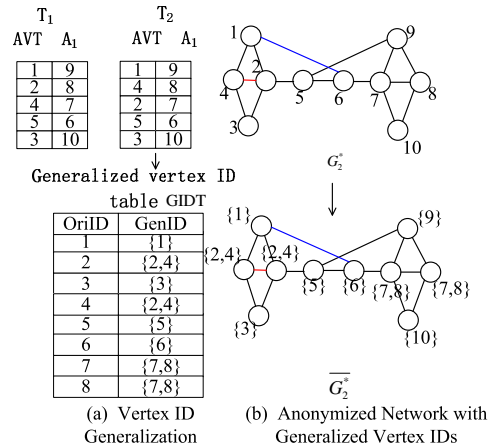 T1 T2
AVT A1 AVT A1
1 9 1 9
2 8 4 8
4 7 2 7
5 6 5 6
3 10 3 10
Generalized vertex ID
table GIDT
OriID GenID
1 {1}
2 {2,4}
3 {3}
4 {2,4}
5 {5}
6 {6}
7 {7,8}
8 {7,8}
(a) Vertex ID
Generalization
1 9
2
4 5 6 7 8
3 10
G2*
{1} {9}
{2,4} {2,4}
{5} {6} {7,8} {7,8}
{3} {10}
G2*
(b) Anonymized Network with
Generalized Vertex IDs